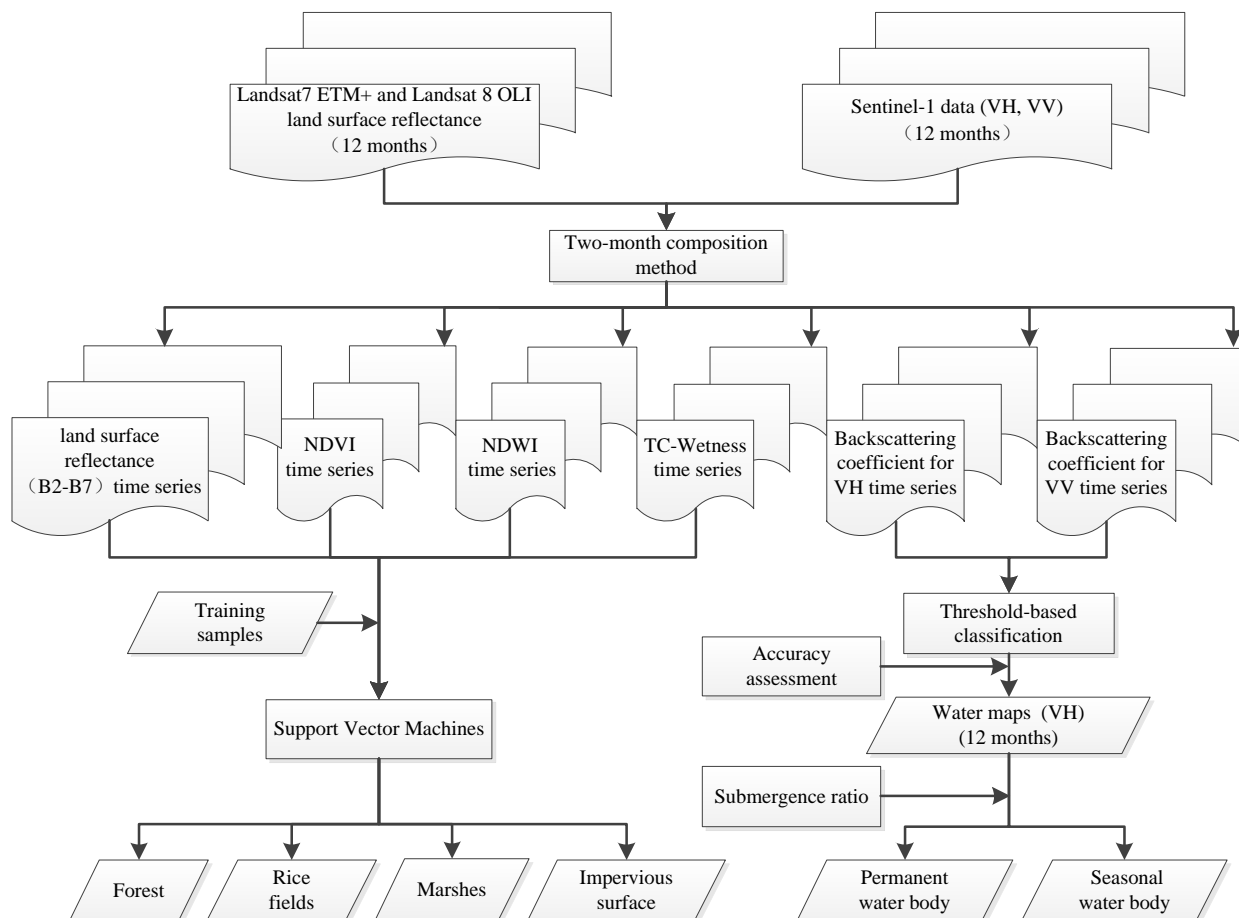 Landsat7 ETM+ and Landsat 8 OLI
land surface reflectance
（12 months）
Sentinel-1 data (VH, VV)
（12 months）
Two-month composition
method
land surface
reflectance
（B2-B7）time series
NDVI
time series
NDWI
time series
TC-Wetness
time series
Backscattering
coefficient for
VH time series
Backscattering
coefficient for
VV time series
Training
samples
Threshold-based
classification
Accuracy
assessment
Support Vector Machines
Water maps (VH)
(12 months)
Submergence ratio
Forest
Rice
fields
Marshes
Impervious
surface
Permanent
water body
Seasonal
water body